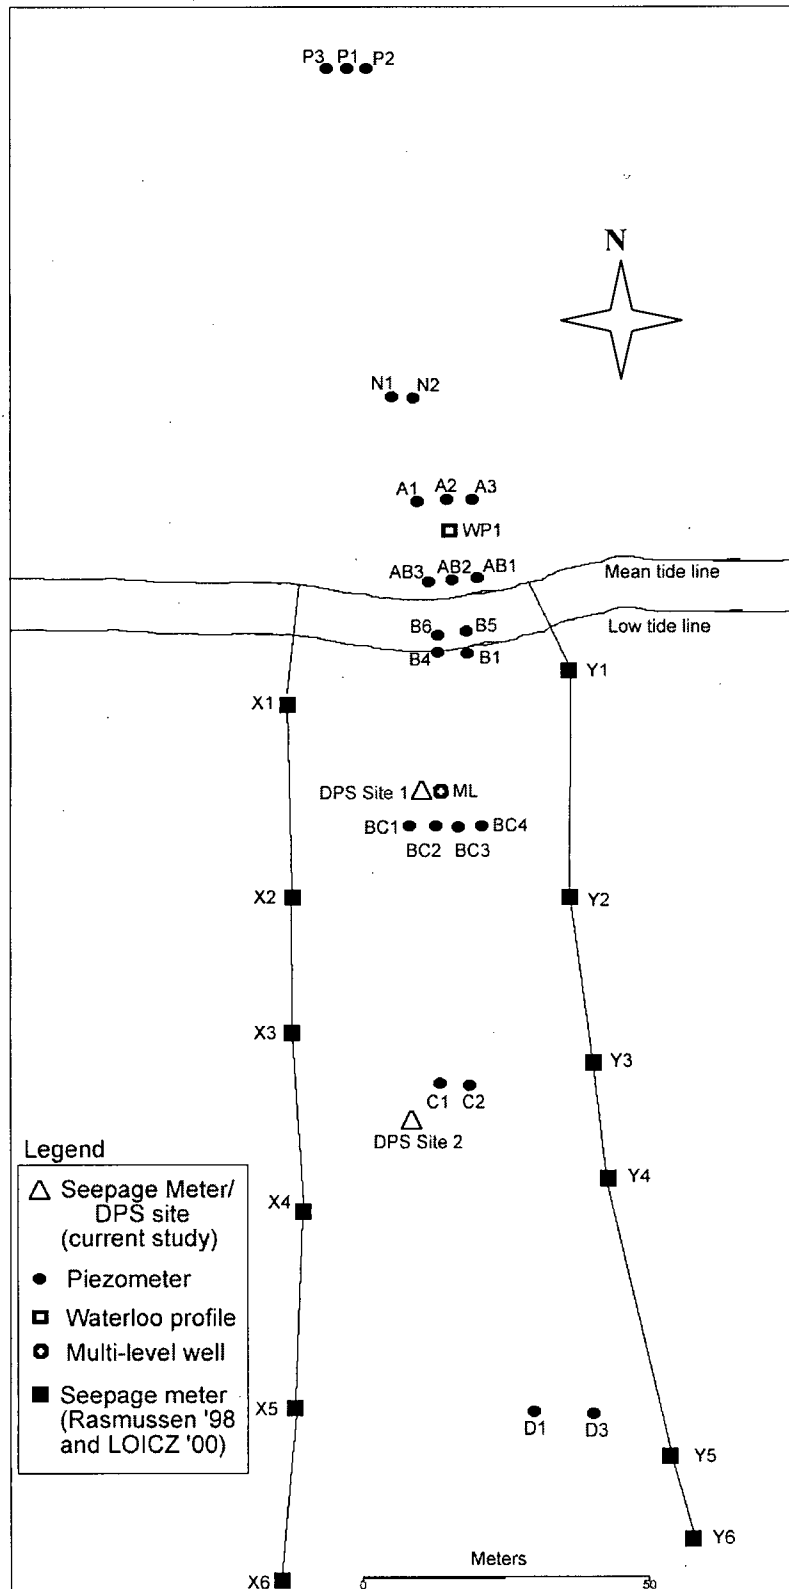 P3 P1 P2
N
N1 N2
A1 A2 A3
WP1
AB3 AB2 AB1
Mean tide line
B6 B5
Low tide line
B4 B1
Y1
X1
DPS Site 1 ML
BC1 BC4
BC2 BC3
X2 Y2
X3
Y3
C1 C2
DPS Site 2
Legend
Y4
Seepage Meter/
DPS site
(current study)
X4
Piezometer
Waterloo profile
Multi-level well
Seepage meter
(Rasmussen '98
and LOICZ '00)
X5
D1 D3
Y5
Y6
Meters
X6
0 50